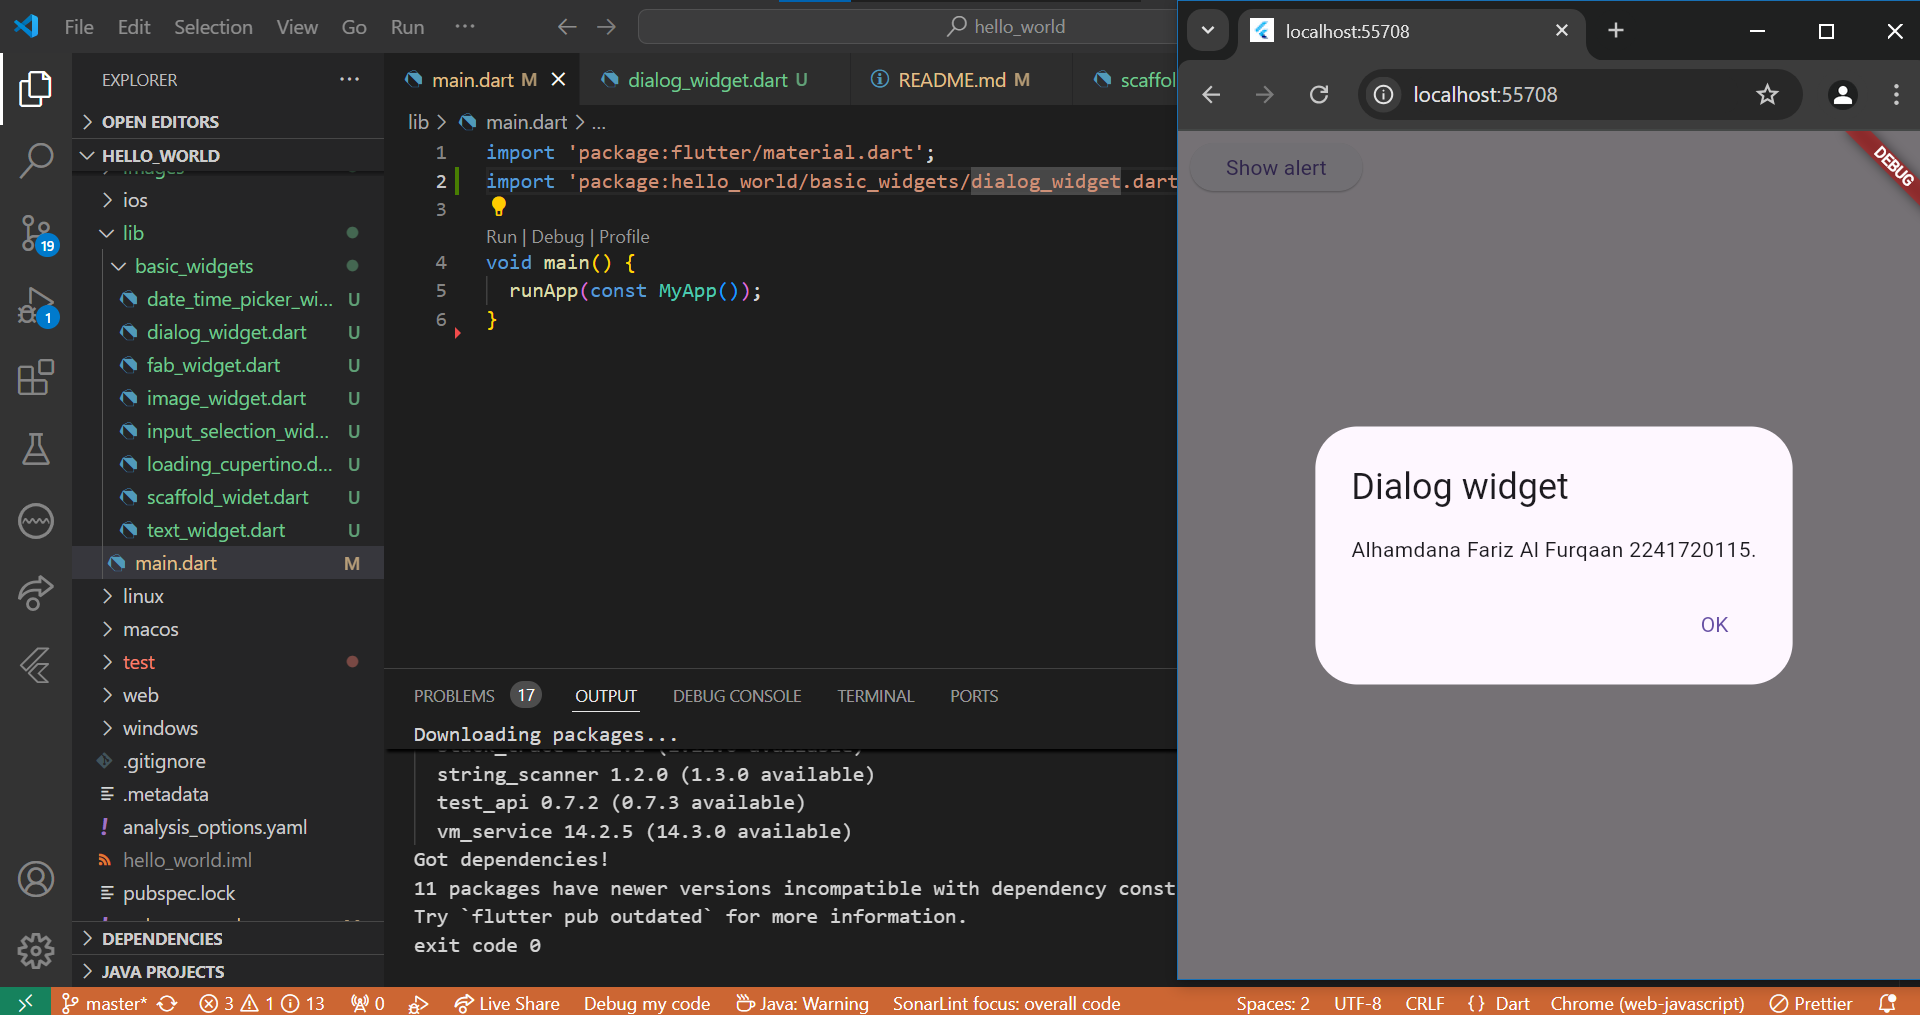 File Edit Selection View Go Run ...
hello_world
EXPLORER
OPEN EDITORS
HELLO_WORLD
images
ios
lib
basic_widgets
date_time_picker_wi... U
dialog_widget.dart U
fab_widget.dart U
image_widget.dart U
input_selection_wid... U
loading_cupertino.d... U
scaffold_widet.dart U
text_widget.dart U
main.dart M
linux
macos
test
web
windows
.gitignore
.metadata
! analysis_options.yaml
hello_world.iml
pubspec.lock
DEPENDENCIES
JAVA PROJECTS
19
1
main.dart M dialog_widget.dart U README.md M scaffol
lib > main.dart > ...
1 import 'package:flutter/material.dart';
2 import 'package:hello_world/basic_widgets/dialog_widget.dart
3
Run | Debug | Profile
4 void main() {
5 runApp(const MyApp());
6 }
PROBLEMS 17 OUTPUT DEBUG CONSOLE TERMINAL PORTS
Downloading packages...
string_scanner 1.2.0 (1.3.0 available)
test_api 0.7.2 (0.7.3 available)
vm_service 14.2.5 (14.3.0 available)
Got dependencies!
11 packages have newer versions incompatible with dependency const
Try `flutter pub outdated` for more information.
exit code 0
localhost:55708
localhost:55708
Show alert
DEBUG
Dialog widget
Alhamdana Fariz Al Furqaan 2241720115.
OK
master* 3 1 13 0 Live Share Debug my code Java: Warning SonarLint focus: overall code Spaces: 2 UTF-8 CRLF {} Dart Chrome (web-javascript) Prettier